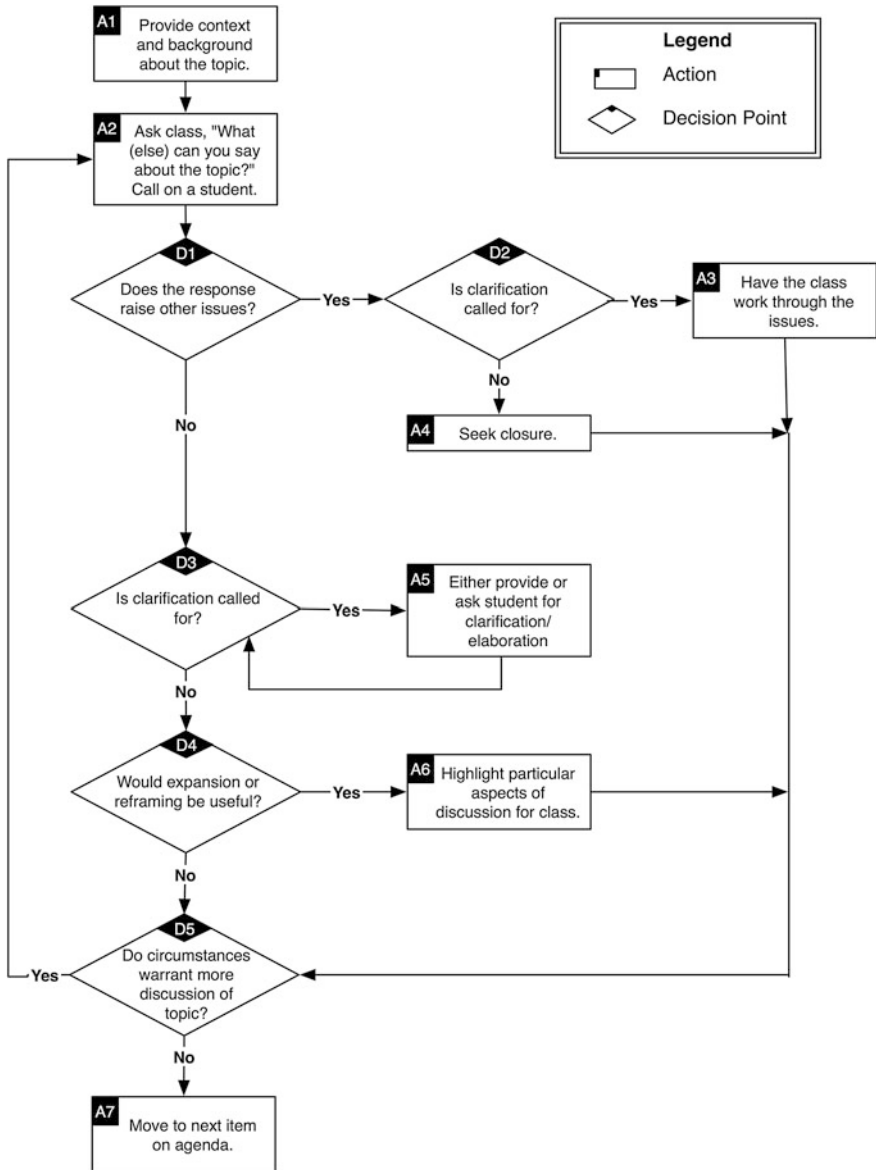 A1
Provide context
and background
about the topic.
Legend
Action
Decision Point
A2
Ask class, "What
(else) can you say
about the topic?"
Call on a student.
D1
Does the response
raise other issues?
Yes
D2
Is clarification
called for?
Yes
A3
Have the class
work through the
issues.
No
No
A4
Seek closure.
D3
Is clarification called
for?
Yes
A5
Either provide or
ask student for
clarification/
elaboration
No
D4
Would expansion or
reframing be useful?
Yes
A6
Highlight particular
aspects of
discussion for class.
No
D5
Do circumstances
warrant more
discussion of
topic?
Yes
No
A7
Move to next item
on agenda.